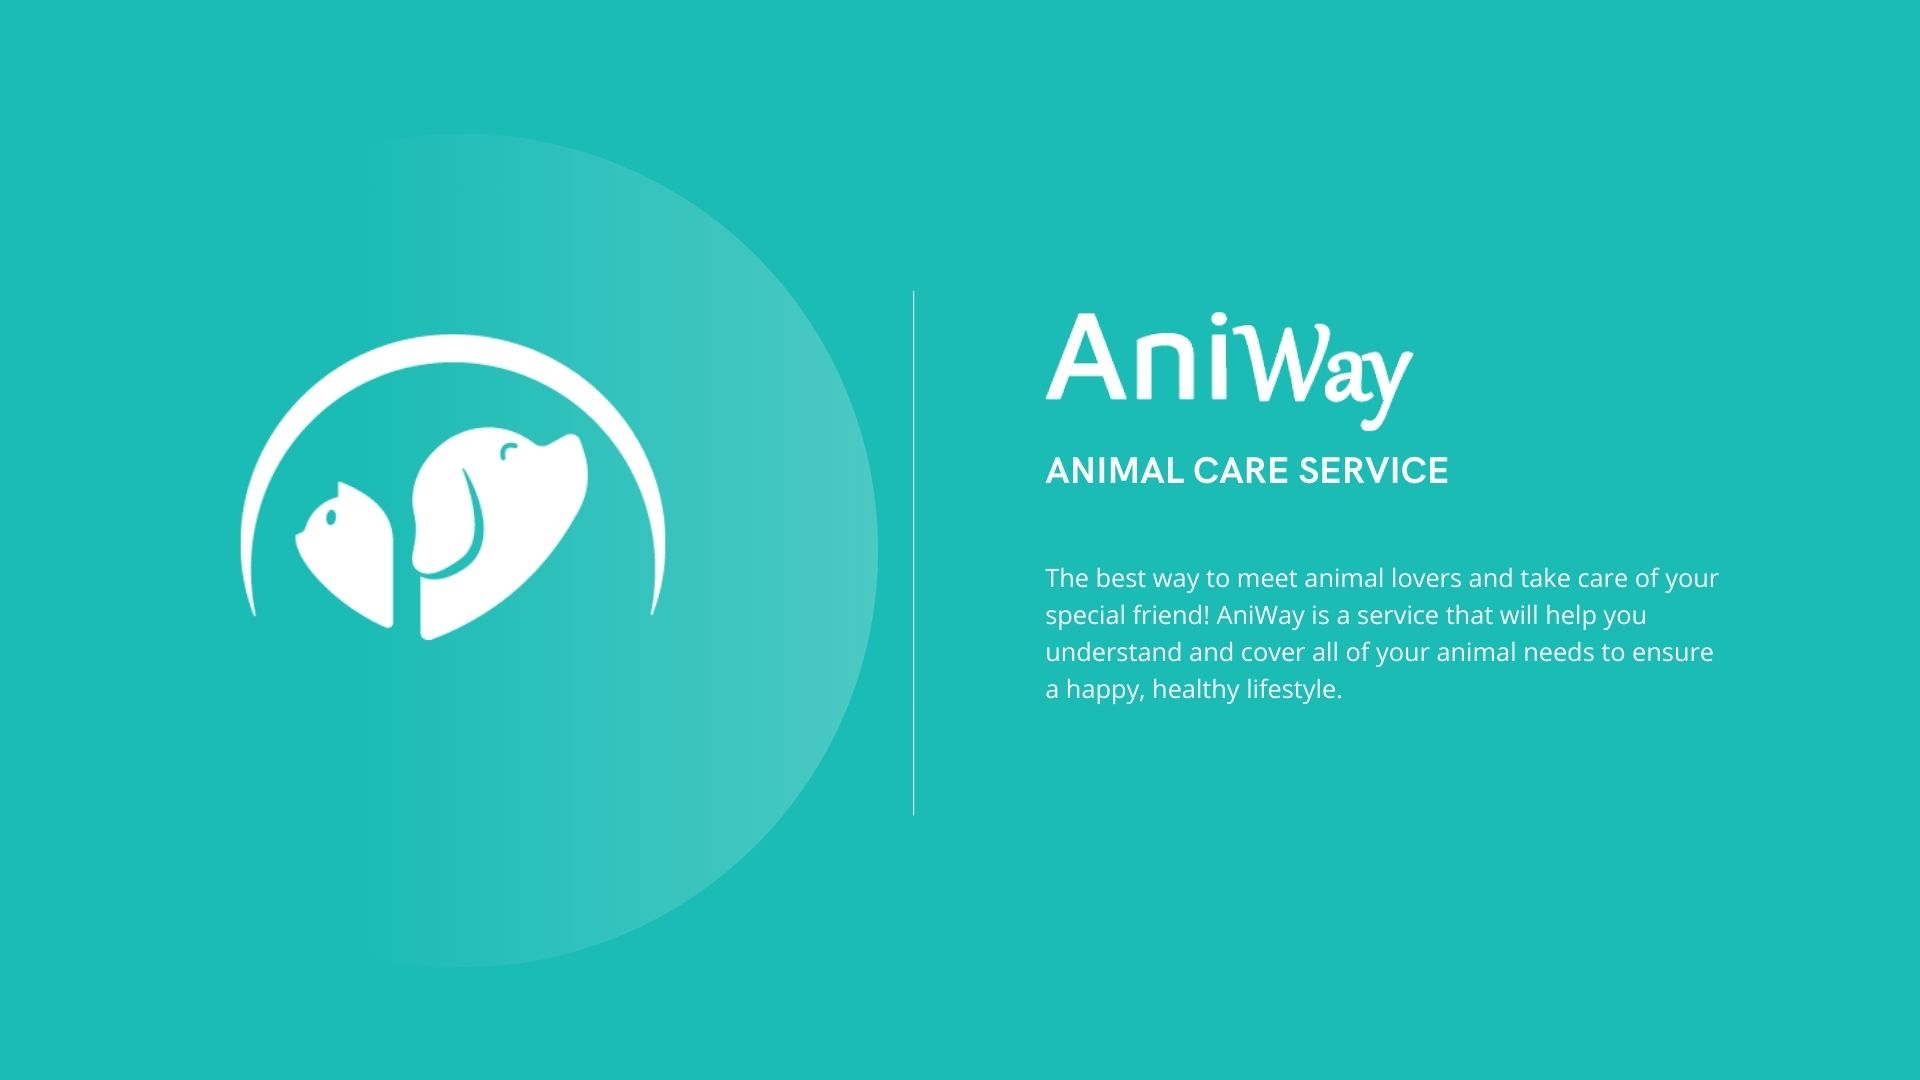 AniWay
ANIMAL CARE SERVICE
The best way to meet animal lovers and take care of your
special friend! AniWay is a service that will help you
understand and cover all of your animal needs to ensure
a happy, healthy lifestyle.